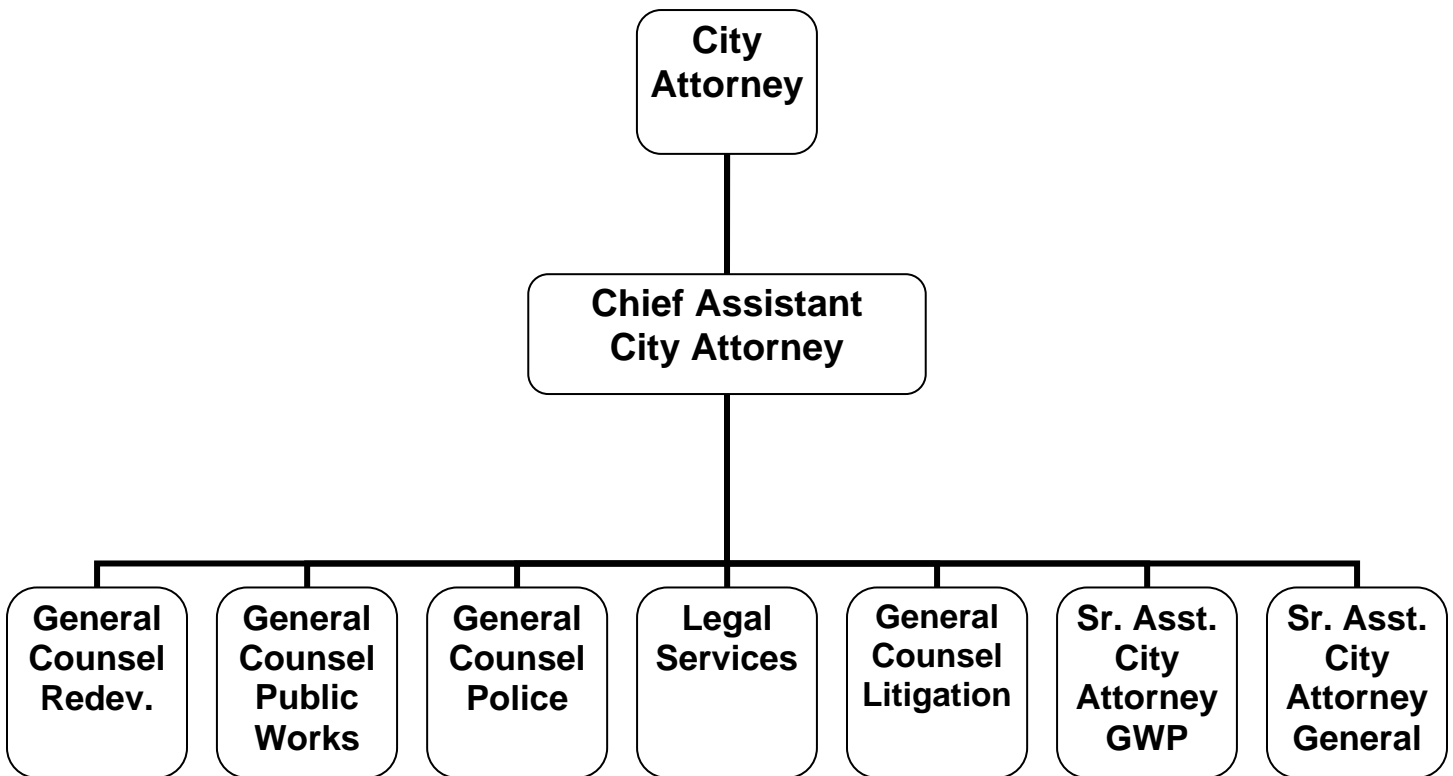 City
Attorney
Chief Assistant
City Attorney
General
Counsel
Redev.
General
Counsel
Public
Works
General
Counsel
Police
Legal
Services
General
Counsel
Litigation
Sr. Asst.
City
Attorney
GWP
Sr. Asst.
City
Attorney
General